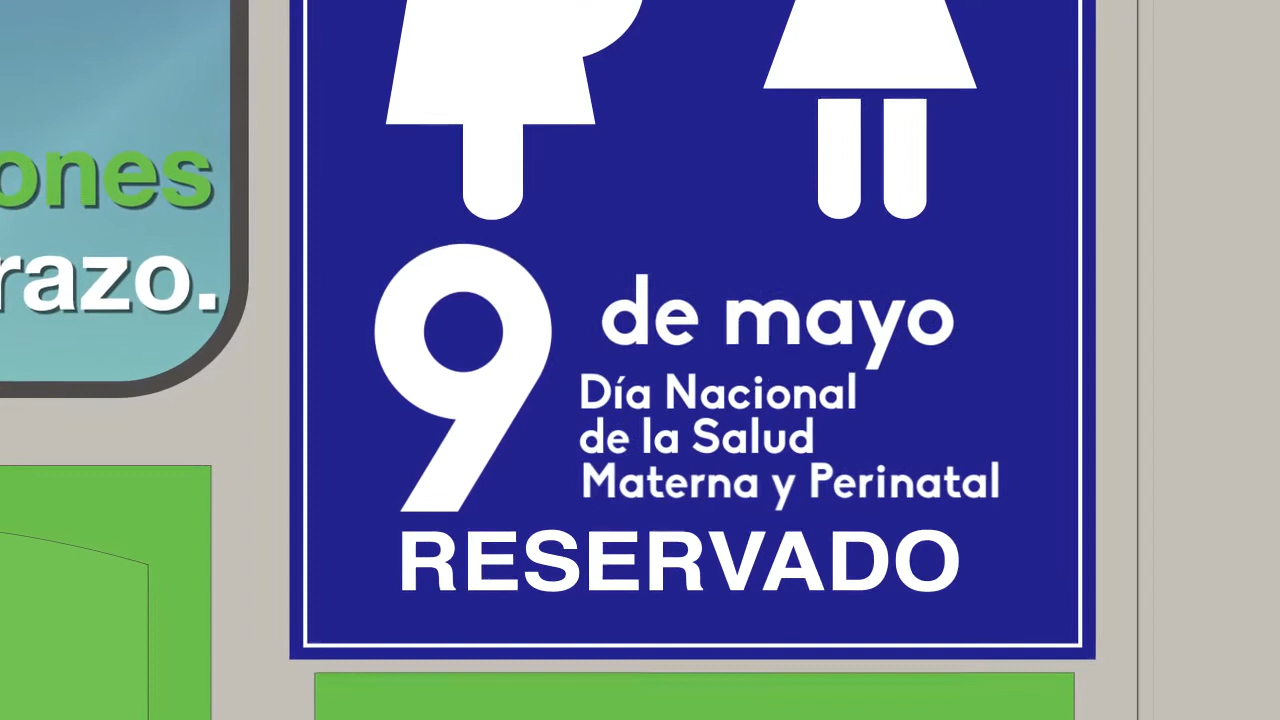 ones
razo.
9 de mayo
Día Nacional
de la Salud
Materna y Perinatal
RESERVADO